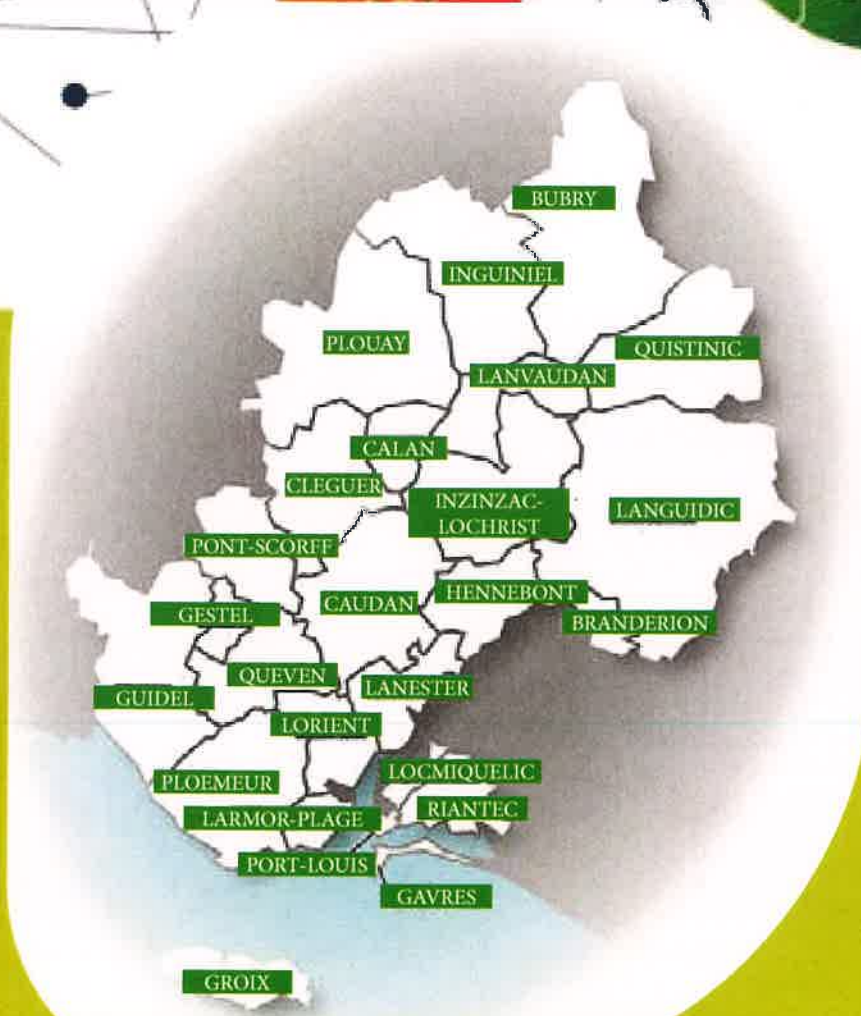 BUBRY
INGUINIEL
PLOUAY
QUISTINIC
LANVAUDAN
CALAN
CLEGUER
INZINZAC-
LOCHRIST
LANGUIDIC
PONT-SCORFF
HENNEBONT
CAUDAN
GESTEL
BRANDERION
QUEVEN
LANESTER
GUIDEL
LORIENT
LOCMIQUELIC
PLOEMEUR
RIANTEC
LARMOR-PLAGE
PORT-LOUIS
GAVRES
GROIX